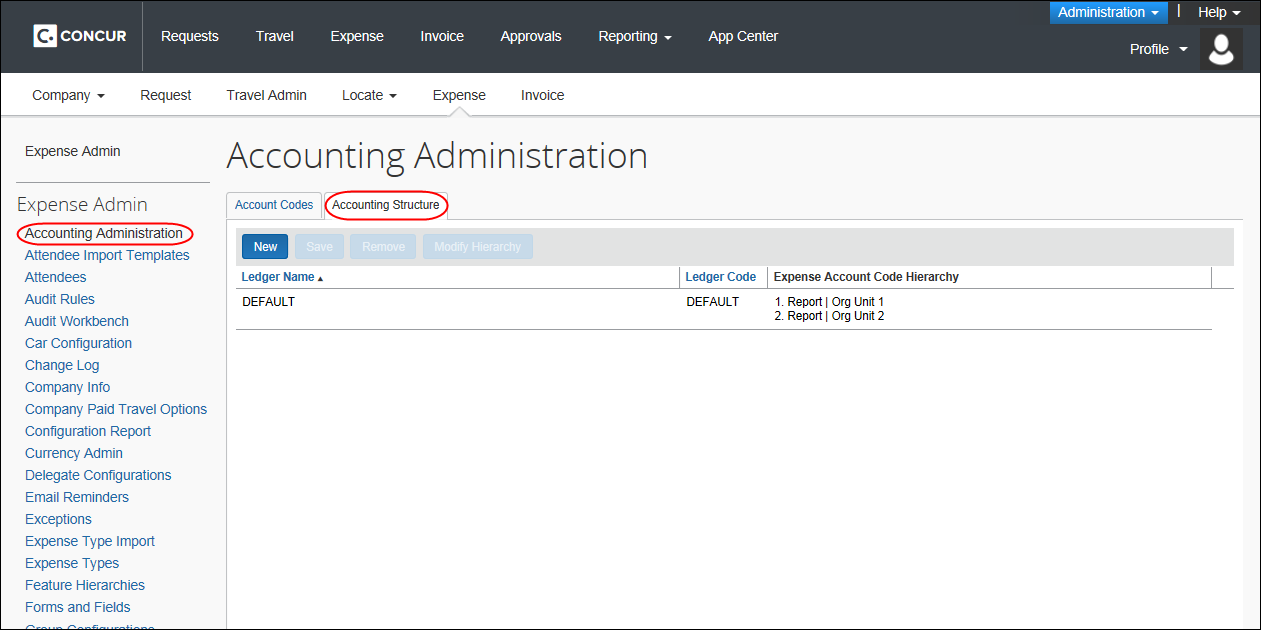 Administration | Help
C. CONCUR Requests Travel Expense Invoice Approvals Reporting App Center
Profile
Company Request Travel Admin Locate Expense Invoice
Expense Admin
Accounting Administration
Expense Admin
Accounting Administration
Attendee Import Templates
Attendees
Audit Rules
Audit Workbench
Car Configuration
Change Log
Company Info
Company Paid Travel Options
Configuration Report
Currency Admin
Delegate Configurations
Email Reminders
Exceptions
Expense Type Import
Expense Types
Feature Hierarchies
Forms and Fields
Group Configurations
Account Codes Accounting Structure
New Save Remove Modify Hierarchy
Ledger Name Ledger Code Expense Account Code Hierarchy
DEFAULT DEFAULT 1. Report | Org Unit 1
2. Report | Org Unit 2